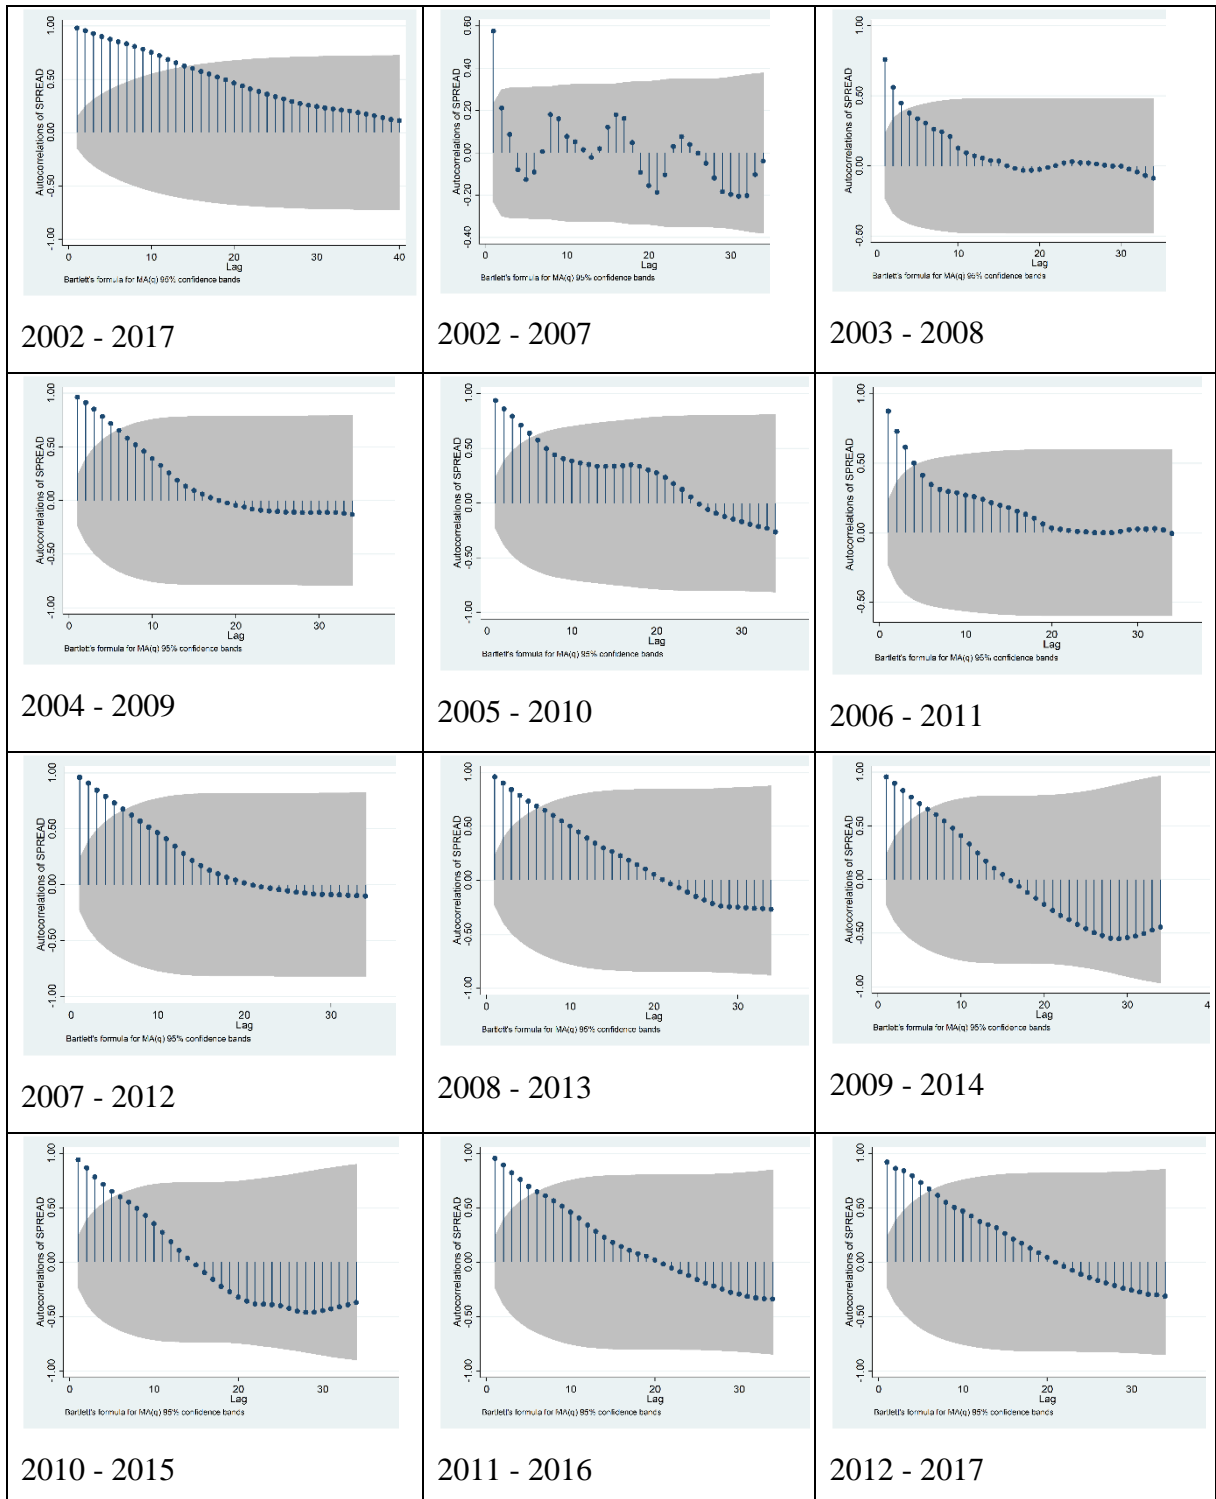 Autocorrelations of SPREAD
-1.00 -0.50 0.00 0.50 1.00
0 10 20 30 40
Lag
Bartlett's formula for MA(q) 95% confidence bands
2002 - 2017
Autocorrelations of SPREAD
-0.40 -0.20 0.00 0.20 0.40 0.60
0 10 20 30
Lag
Bartlett's formula for MA(q) 95% confidence bands
2002 - 2007
Autocorrelations of SPREAD
-0.50 0.00 0.50 1.00
0 10 20 30
Lag
Bartlett's formula for MA(q) 95% confidence bands
2003 - 2008
Autocorrelations of SPREAD
-1.00 -0.50 0.00 0.50 1.00
0 10 20 30
Lag
Bartlett's formula for MA(q) 95% confidence bands
2004 - 2009
Autocorrelations of SPREAD
-1.00 -0.50 0.00 0.50 1.00
0 10 20 30
Lag
Bartlett's formula for MA(q) 95% confidence bands
2005 - 2010
Autocorrelations of SPREAD
-0.50 0.00 0.50 1.00
0 10 20 30
Lag
Bartlett's formula for MA(q) 95% confidence bands
2006 - 2011
Autocorrelations of SPREAD
-1.00 -0.50 0.00 0.50 1.00
0 10 20 30
Lag
Bartlett's formula for MA(q) 95% confidence bands
2007 - 2012
Autocorrelations of SPREAD
-1.00 -0.50 0.00 0.50 1.00
0 10 20 30
Lag
Bartlett's formula for MA(q) 95% confidence bands
2008 - 2013
Autocorrelations of SPREAD
-1.00 -0.50 0.00 0.50 1.00
0 10 20 30 4
Lag
Bartlett's formula for MA(q) 95% confidence bands
2009 - 2014
Autocorrelations of SPREAD
-1.00 -0.50 0.00 0.50 1.00
0 10 20 30
Lag
Bartlett's formula for MA(q) 95% confidence bands
2010 - 2015
Autocorrelations of SPREAD
-1.00 -0.50 0.00 0.50 1.00
0 10 20 30
Lag
Bartlett's formula for MA(q) 95% confidence bands
2011 - 2016
Autocorrelations of SPREAD
-1.00 -0.50 0.00 0.50 1.00
0 10 20 30
Lag
Bartlett's formula for MA(q) 95% confidence bands
2012 - 2017